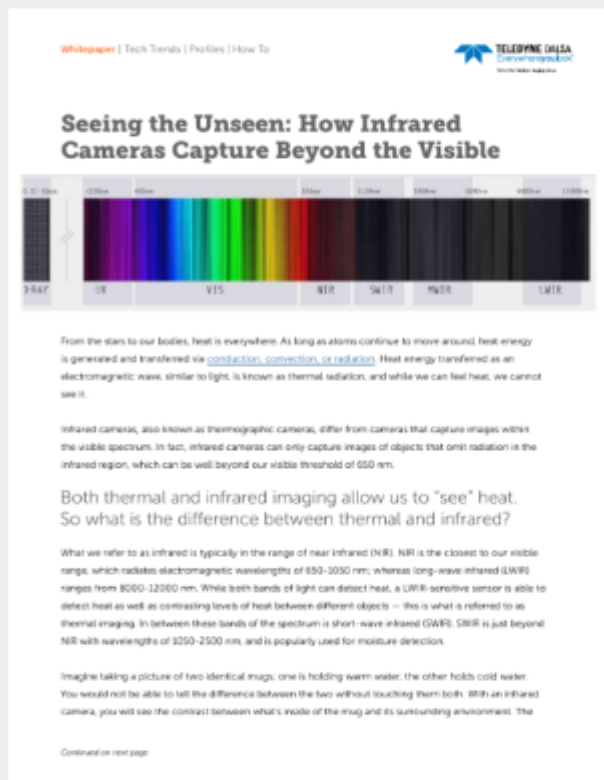 Whitepaper | Tech Trends | Profiles | How To
TELEDYNE DALSA
Everywhereyoulook
Seeing the Unseen: How Infrared
Cameras Capture Beyond the Visible
X-RAY UV VIS NIR SWIR MWIR LWIR
From the stars to our bodies, heat is everywhere. As long as atoms continue to move around, heat energy
is generated and transferred via conduction, convection, or radiation. Heat energy transferred as an
electromagnetic wave, similar to light, is known as thermal radiation, and while we can feel heat, we cannot
see it.
Infrared cameras, also known as thermographic cameras, differ from cameras that capture images within
the visible spectrum. In fact, infrared cameras can only capture images of objects that omit radiation in the
infrared region, which can be well beyond our visible threshold of 650 nm.
Both thermal and infrared imaging allow us to "see" heat.
So what is the difference between thermal and infrared?
What we refer to as infrared is typically in the range of near infrared (NIR). NIR is the closest to our visible
range, which radiates electromagnetic wavelengths of 650-1050 nm; whereas long-wave infrared (LWIR)
ranges from 8000-12000 nm. While both bands of light can detect heat, a LWIR-sensitive sensor is able to
detect heat as well as contrasting levels of heat between different objects — this is what is referred to as
thermal imaging. In between these bands of the spectrum is short-wave infrared (SWIR). SWIR is just beyond
NIR with wavelengths of 1050-2500 nm, and is popularly used for moisture detection.
Imagine taking a picture of two identical mugs; one is holding warm water, the other holds cold water.
You would not be able to tell the difference between the two without touching them both. With an infrared
camera, you will see the contrast between what's inside of the mug and its surrounding environment. The
Continued on next page